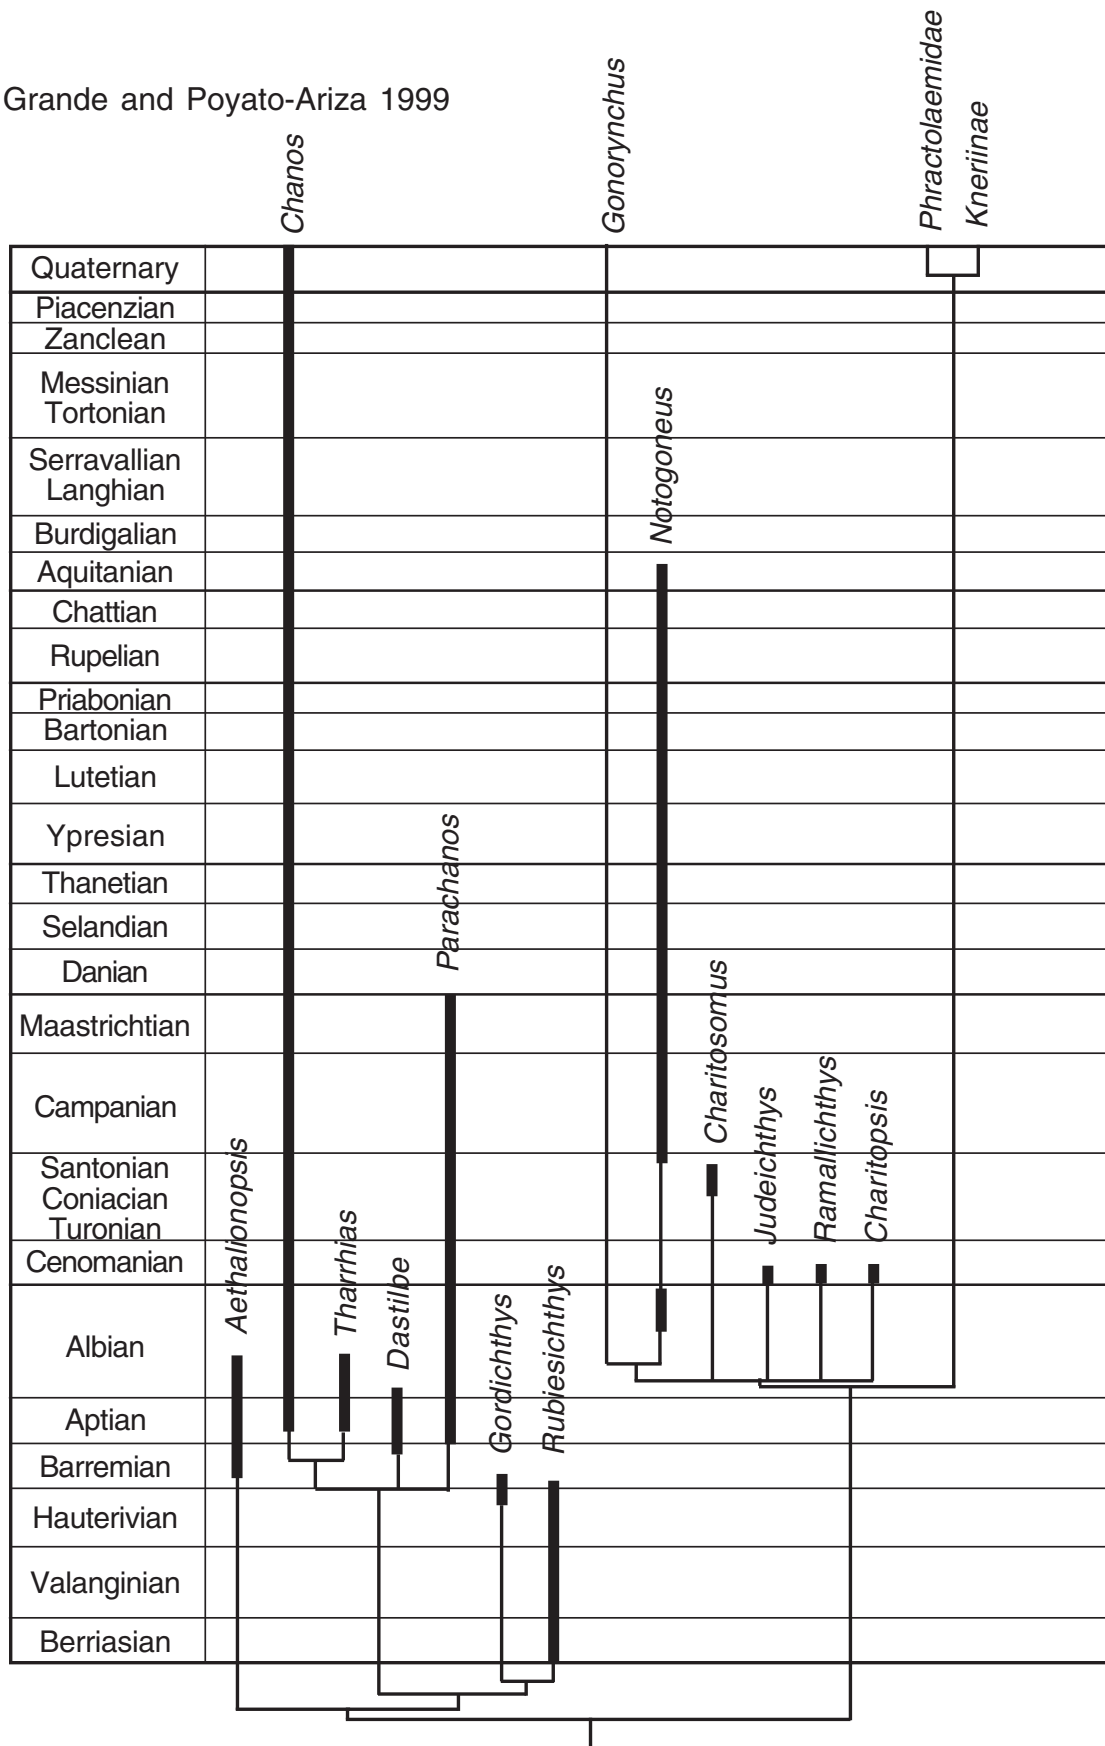 Grande and Poyato-Ariza 1999
Chanos
Gonorynchus
Phractolaemidae
Kneriinae
Quaternary
Piacenzian
Zanclean
Messinian
Tortonian
Serravallian
Langhian
Burdigalian
Aquitanian
Chattian
Rupelian
Priabonian
Bartonian
Lutetian
Ypresian
Thanetian
Selandian
Danian
Maastrichtian
Campanian
Santonian
Coniacian
Turonian
Cenomanian
Albian
Aptian
Barremian
Hauterivian
Valanginian
Berriasian
Notogoneus
Parachanos
Charitosomus
Judeichthys
Ramallichthys
Charitopsis
Aethalionopsis
Tharrhias
Dastilbe
Gordichthys
Rubiesichthys